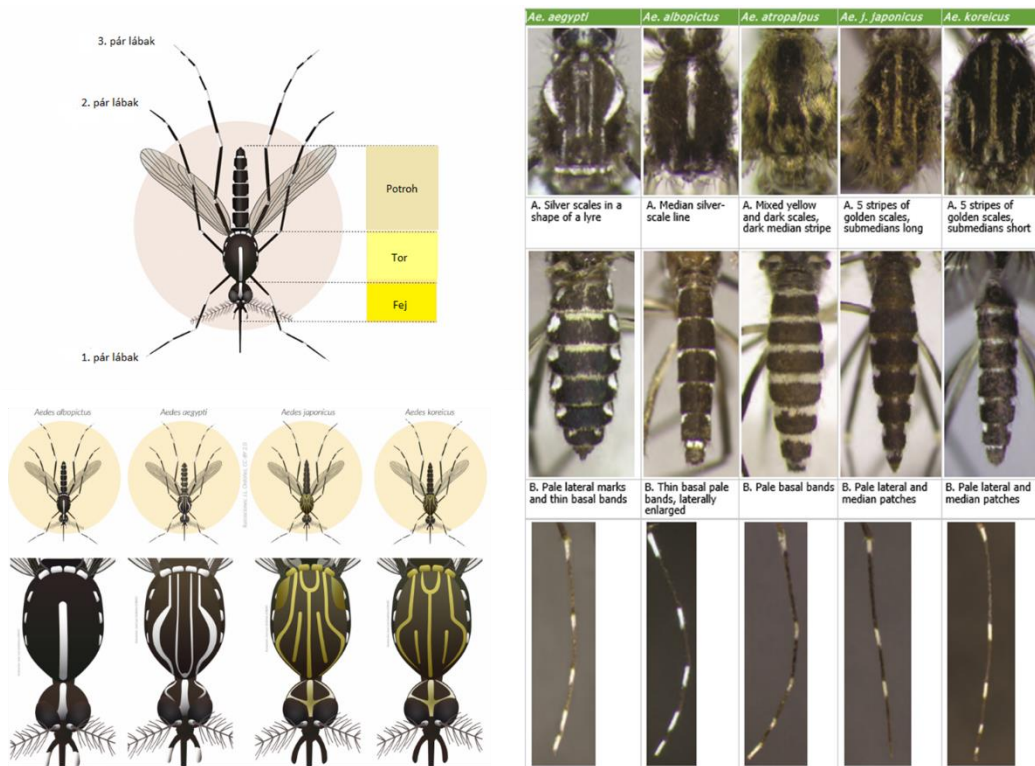 3. pár lábak
2. pár lábak
Potroh
Tor
Fej
1. pár lábak
Aedes albopictus
Aedes aegypti
Aedes japonicus
Aedes koreicus
Ae. aegypti
Ae. albopictus
Ae. atropalpus
Ae. j. japonicus
Ae. koreicus
A. Silver scales in a
shape of a lyre
A. Median silver-
scale line
A. Mixed yellow
and dark scales,
dark median stripe
A. 5 stripes of
golden scales,
submedians long
A. 5 stripes of
golden scales,
submedians short
B. Pale lateral marks
and thin basal bands
B. Thin basal pale
bands, laterally
enlarged
B. Pale basal bands
B. Pale lateral and
median patches
B. Pale lateral and
median patches